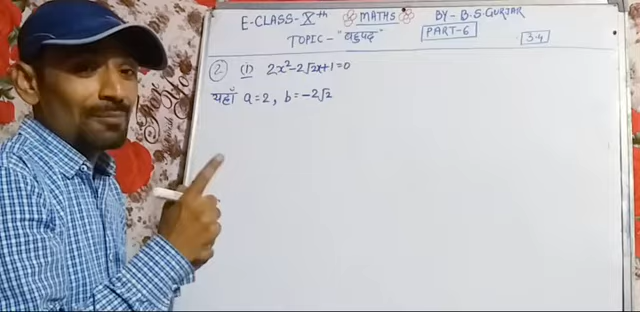 E-CLASS-Xth MATHS BY-B.S.GURJAR
TOPIC-"बहुपद" PART-6 3.4
② (i) 2x²-2√2x+1=0
यहाँ a=2, b=-2√2